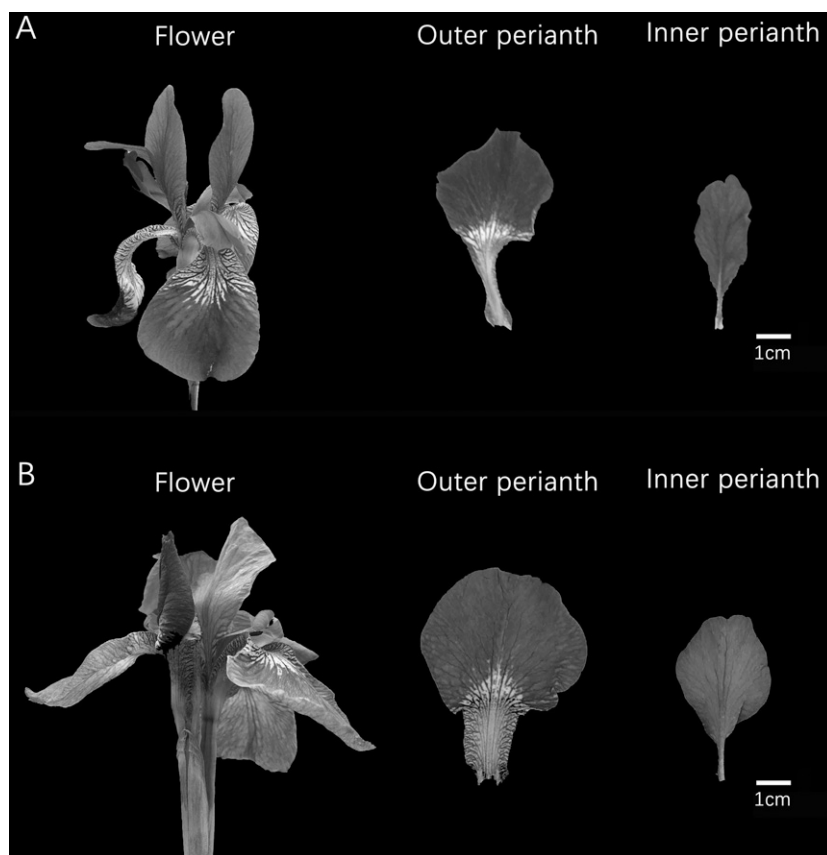 A
Flower
Outer perianth
Inner perianth
1cm
B
Flower
Outer perianth
Inner perianth
1cm